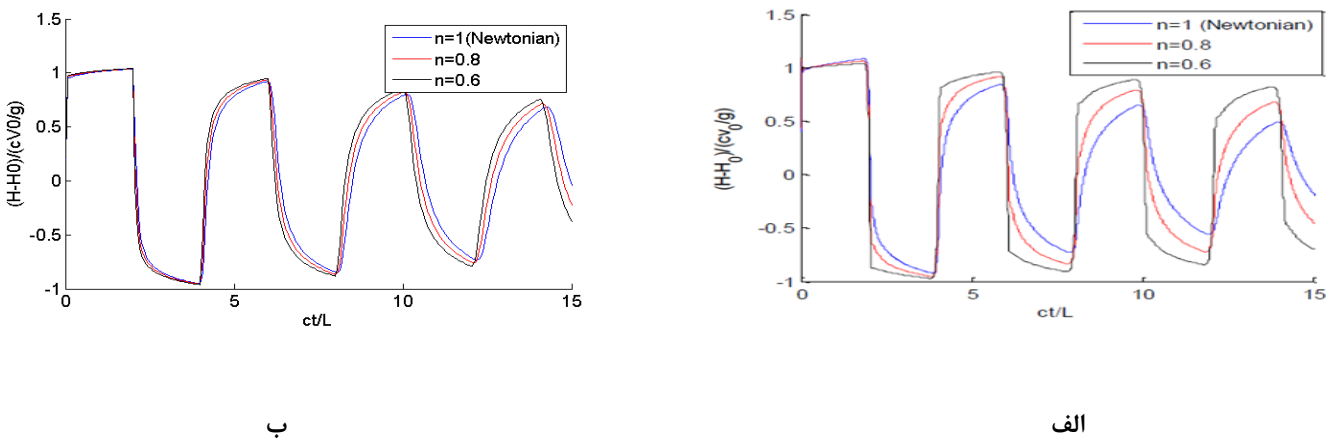 1.5
1
0.5
0
-0.5
-1
0 5 10 15
(H-H0)/(cV0/g)
ct/L
n=1(Newtonian)
n=0.8
n=0.6
ب
1.5
1
0.5
0
-0.5
-1
0 5 10 15
(H-H₀)/(cv₀/g)
ct/L
n=1 (Newtonian)
n=0.8
n=0.6
الف